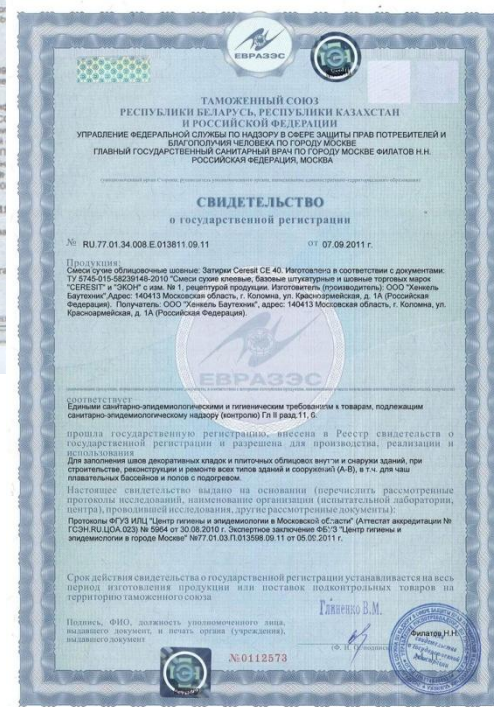 ЕВРАЗЭС
ТАМОЖЕННЫЙ СОЮЗ
РЕСПУБЛИКИ БЕЛАРУСЬ, РЕСПУБЛИКИ КАЗАХСТАН
И РОССИЙСКОЙ ФЕДЕРАЦИИ
УПРАВЛЕНИЕ ФЕДЕРАЛЬНОЙ СЛУЖБЫ ПО НАДЗОРУ В СФЕРЕ ЗАЩИТЫ ПРАВ ПОТРЕБИТЕЛЕЙ И
БЛАГОПОЛУЧИЯ ЧЕЛОВЕКА ПО ГОРОДУ МОСКВЕ
ГЛАВНЫЙ ГОСУДАРСТВЕННЫЙ САНИТАРНЫЙ ВРАЧ ПО ГОРОДУ МОСКВЕ ФИЛАТОВ Н.Н.
РОССИЙСКАЯ ФЕДЕРАЦИЯ, МОСКВА
СВИДЕТЕЛЬСТВО
о государственной регистрации
№ RU.77.01.34.008.E.013811.09.11 от 07.09.2011 г.
Продукция:
Смеси сухие облицовочные шовные: Затирки Ceresit CE 40. Изготовлена в соответствии с документами:
ТУ 5745-015-58239148-2010 "Смеси сухие клеевые, базовые штукатурные и шовные торговых марок
"CERESIT" и "ЭКОН" с изм. № 1, рецептурой продукции. Изготовитель (производитель): ООО "Хенкель
Баутехник", Адрес: 140413 Московская область, г. Коломна, ул. Красноармейская, д. 1А (Российская
Федерация). Получатель: ООО "Хенкель Баутехник", адрес: 140413 Московская область, г. Коломна, ул.
Красноармейская, д. 1А (Российская Федерация).
ЕВРАЗЭС
соответствует
Единым санитарно-эпидемиологическим и гигиеническим требованиям к товарам, подлежащим
санитарно-эпидемиологическому надзору (контролю) Гл II разд.11, 6.
прошла государственную регистрацию, внесена в Реестр свидетельств о
государственной регистрации и разрешена для производства, реализации и
использования
Для заполнения швов декоративных кладок и плиточных облицовок внутри и снаружи зданий, при
строительстве, реконструкции и ремонте всех типов зданий и сооружений (А-В), в т.ч. для чаш
плавательных бассейнов и полов с подогревом.
Настоящее свидетельство выдано на основании (перечислить рассмотренные
протоколы исследований, наименование организации (испытательной лаборатории,
центра), проводившей исследования, другие рассмотренные документы):
Протоколы ФГУЗ ИЛЦ "Центр гигиены и эпидемиологии в Московской области" (Аттестат аккредитации №
ГСЭН.RU.ЦОА.023) № 5964 от 30.08.2010 г. Экспертное заключение ФБУЗ "Центр гигиены и
эпидемиологии в городе Москве" №77.01.03.П.013598.09.11 от 05.09.2011 г.
Срок действия свидетельства о государственной регистрации устанавливается на весь
период изготовления продукции или поставок подконтрольных товаров на
территорию таможенного союза
Глиненко В.М.
Подпись, ФИО, должность уполномоченного лица,
выдавшего документ, и печать органа (учреждения),
выдавшего документ
Филатов Н.Н.
№0112573